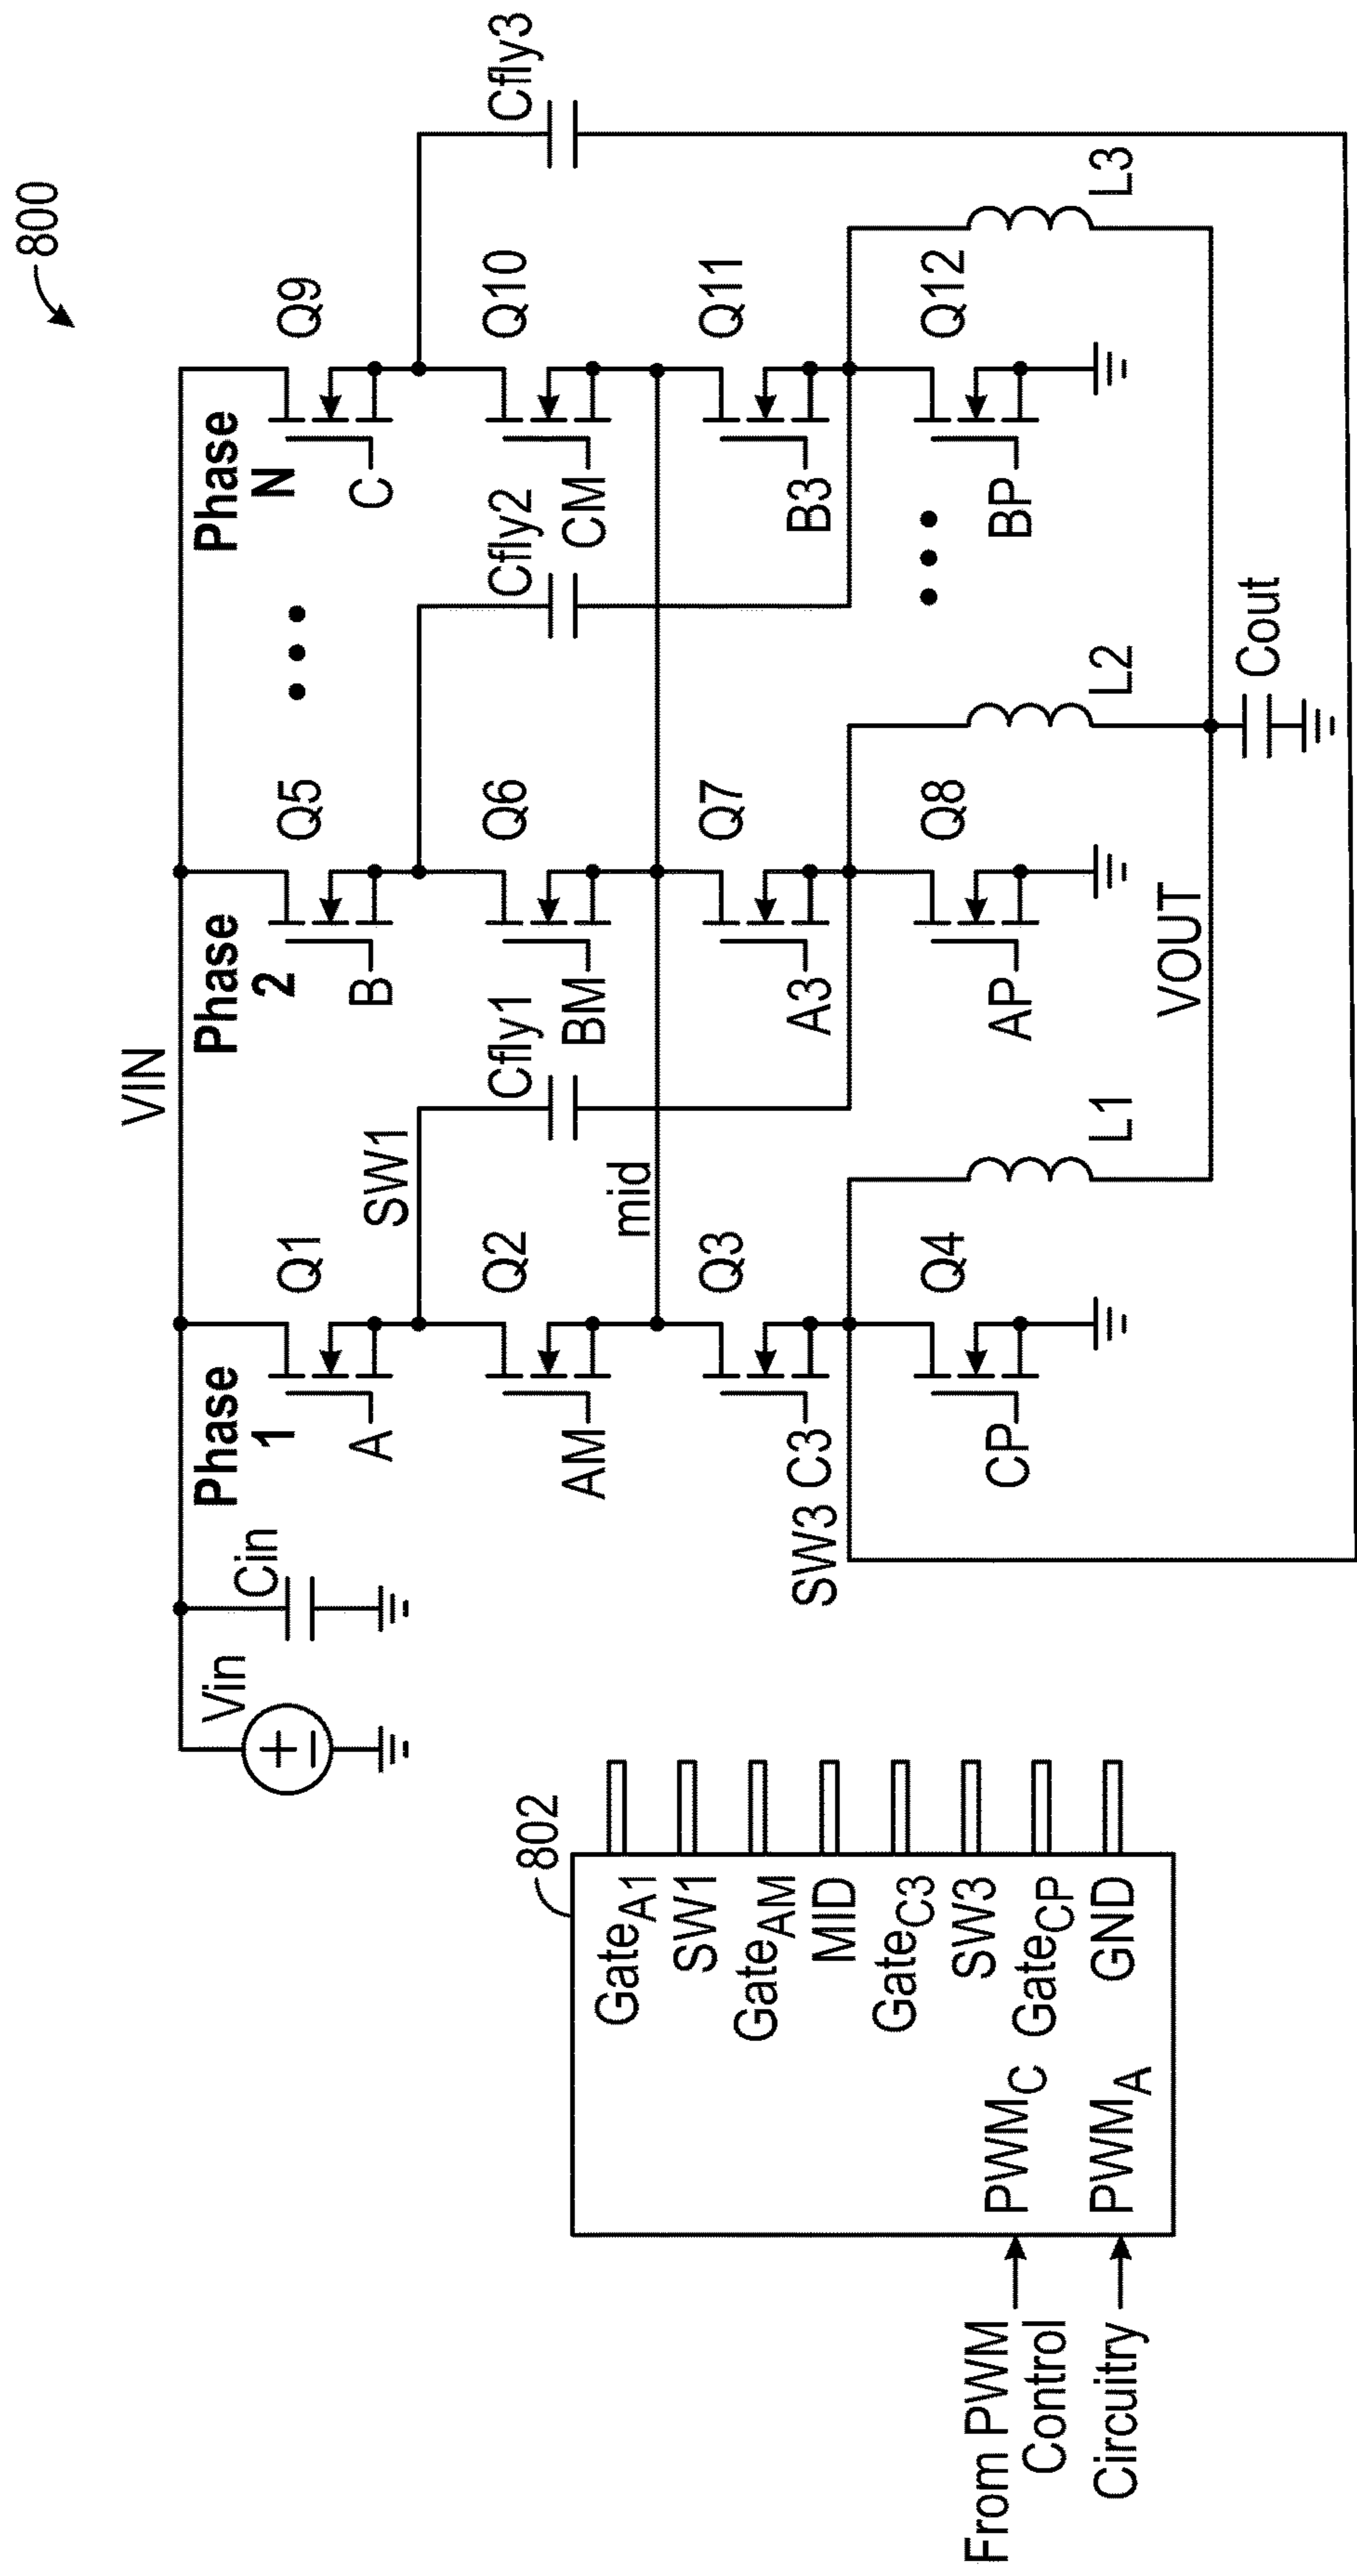 800
VIN
Vin
Cin
Phase
1
Phase
2
Phase
N
Q1
A
Q5
B
Q9
C
SW1
Cfly1
Cfly2
Cfly3
Q2
AM
Q6
BM
Q10
CM
mid
Q3
C3
Q7
A3
Q11
B3
SW3
Q4
CP
Q8
AP
Q12
BP
L1
L2
L3
VOUT
Cout
802
GateA1
SW1
GateAM
MID
GateC3
SW3
GateCP
GND
PWMC
PWMA
From PWM
Control
Circuitry